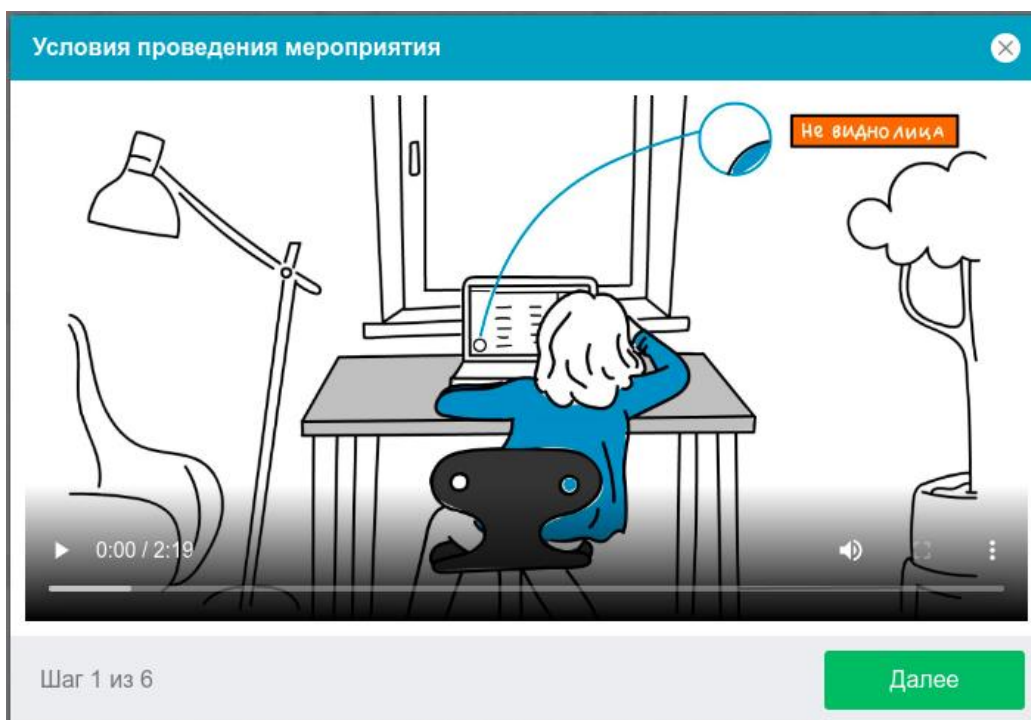 Условия проведения мероприятия
Не видно лица
0:00 / 2:19
Шаг 1 из 6
Далее